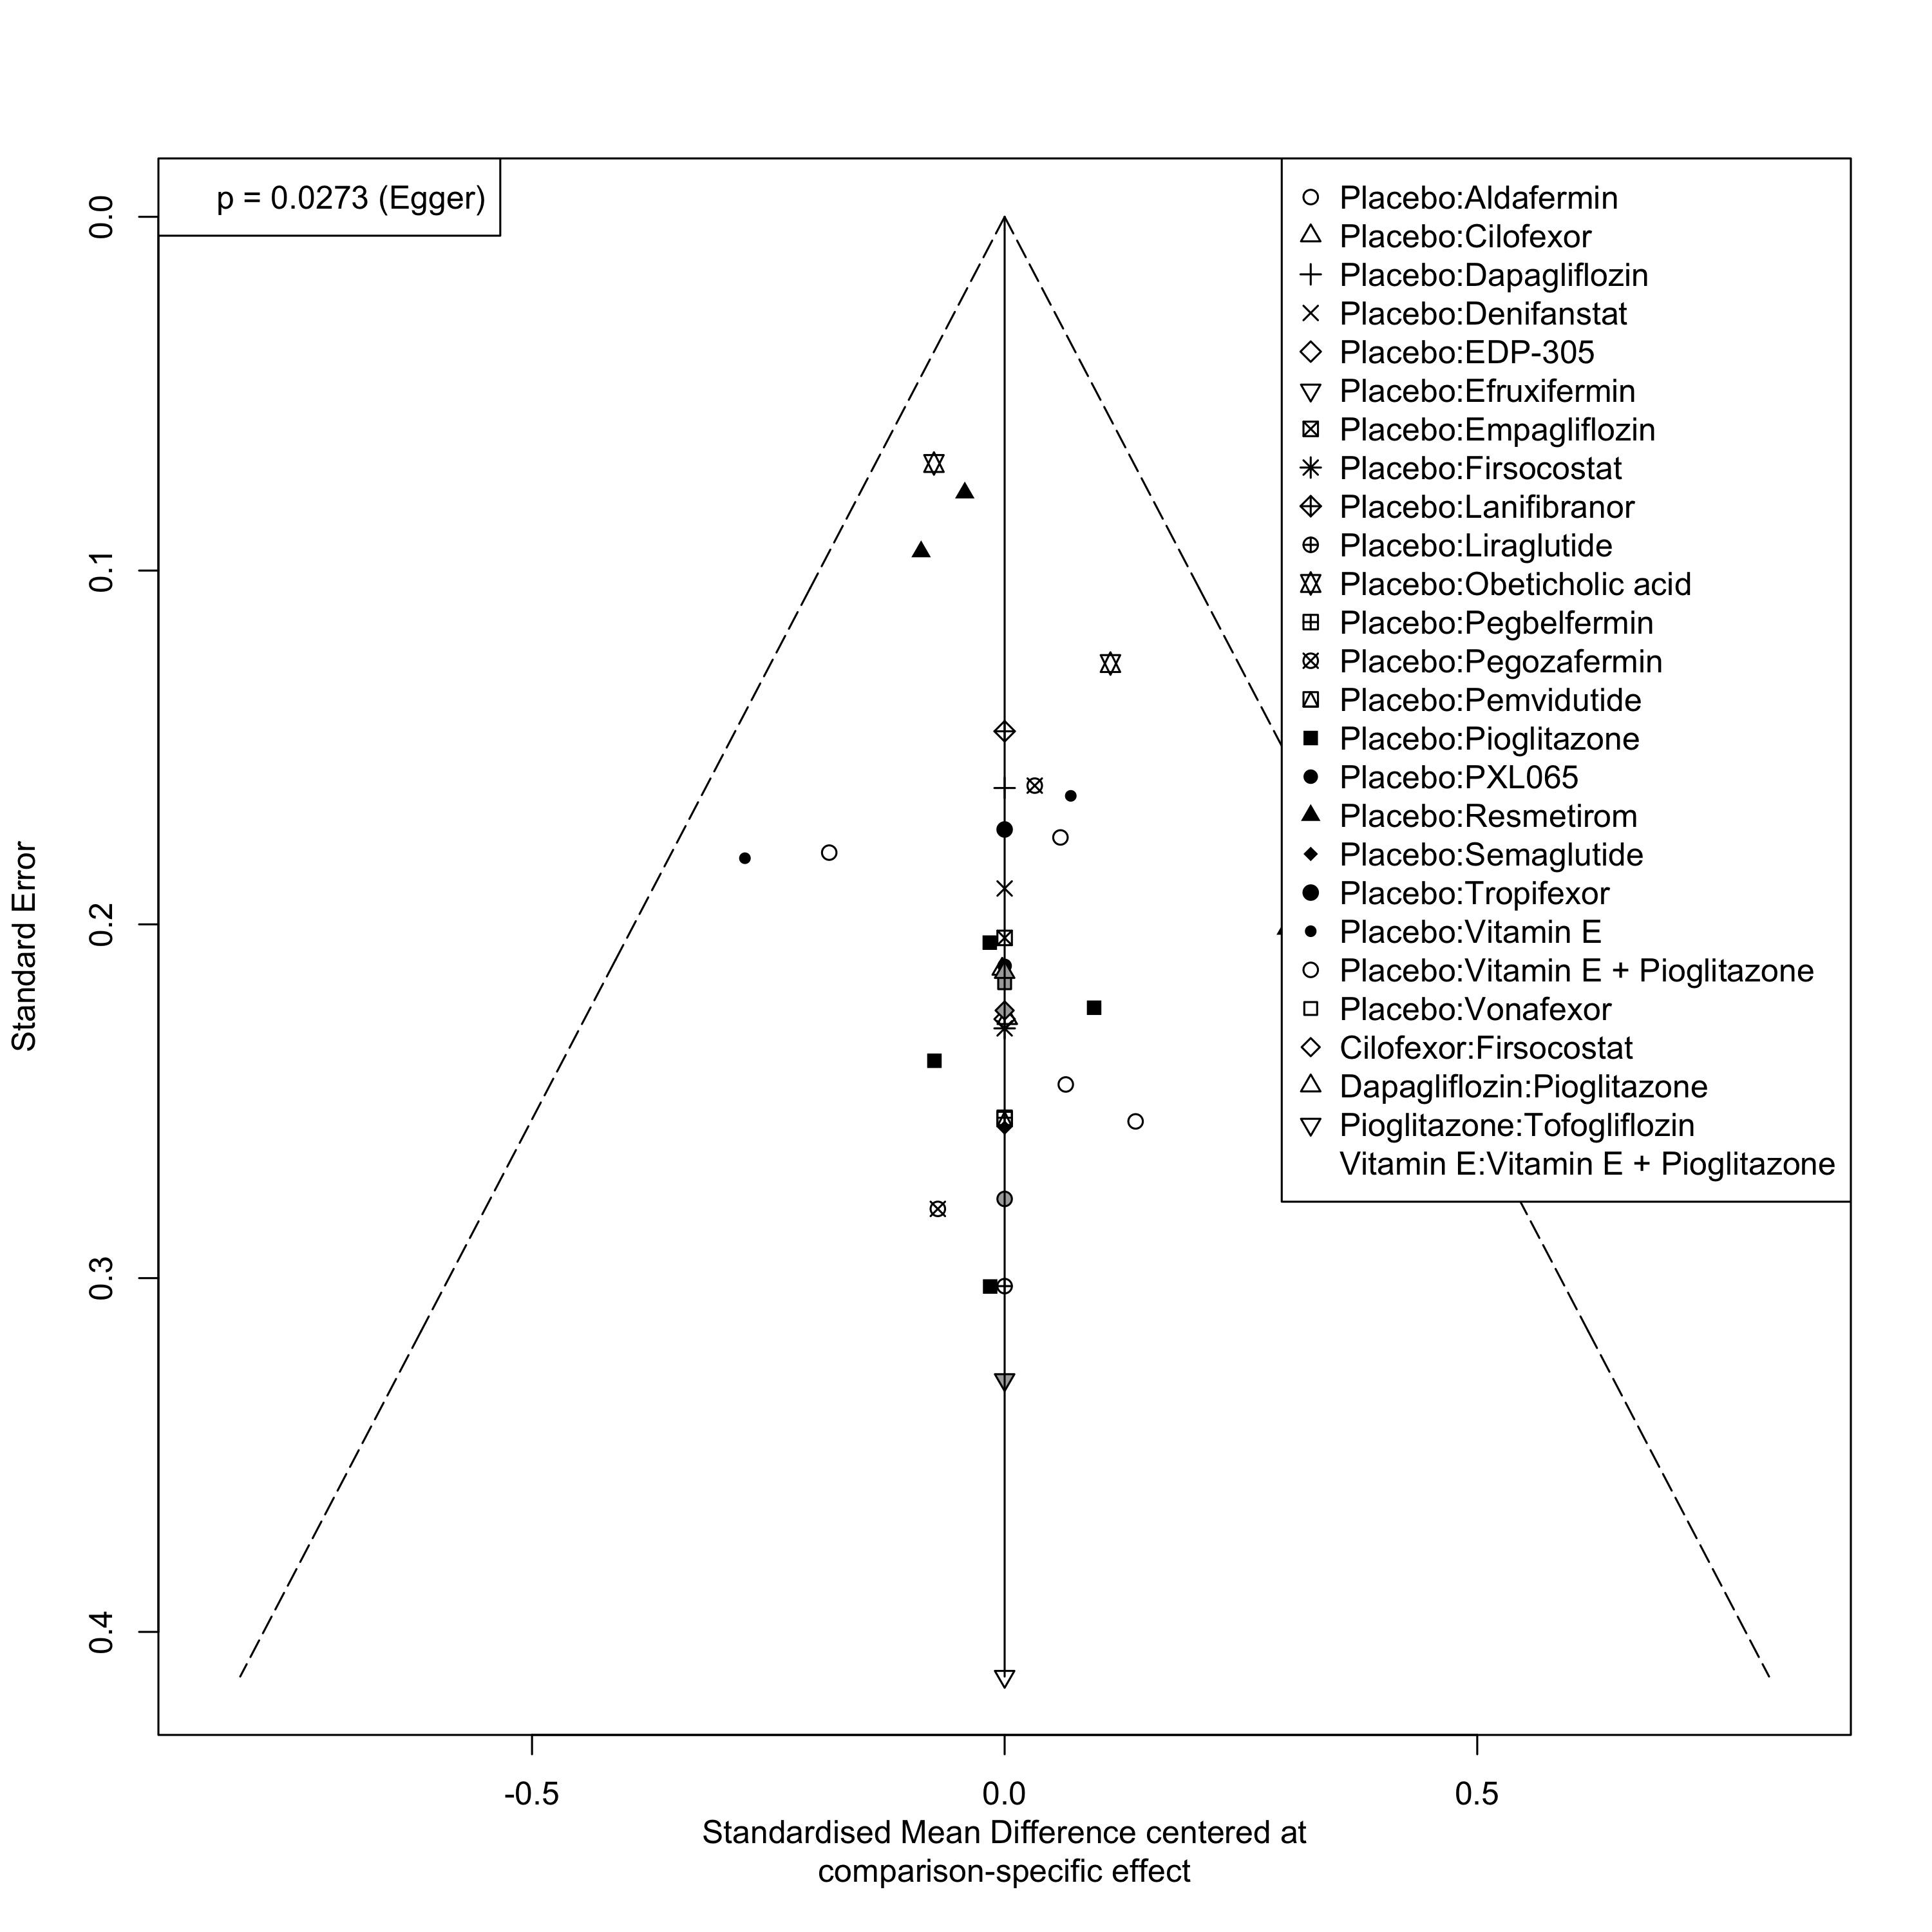 p = 0.0273 (Egger)
Placebo:Aldafermin
Placebo:Cilofexor
Placebo:Dapagliflozin
Placebo:Denifanstat
Placebo:EDP-305
Placebo:Efruxifermin
Placebo:Empagliflozin
Placebo:Firsocostat
Placebo:Lanifibranor
Placebo:Liraglutide
Placebo:Obeticholic acid
Placebo:Pegbelfermin
Placebo:Pegozafermin
Placebo:Pemvidutide
Placebo:Pioglitazone
Placebo:PXL065
Placebo:Resmetirom
Placebo:Semaglutide
Placebo:Tropifexor
Placebo:Vitamin E
Placebo:Vitamin E + Pioglitazone
Placebo:Vonafexor
Cilofexor:Firsocostat
Dapagliflozin:Pioglitazone
Pioglitazone:Tofogliflozin
Vitamin E:Vitamin E + Pioglitazone
Standard Error
0.0
0.1
0.2
0.3
0.4
-0.5
0.0
0.5
Standardised Mean Difference centered at
comparison-specific effect